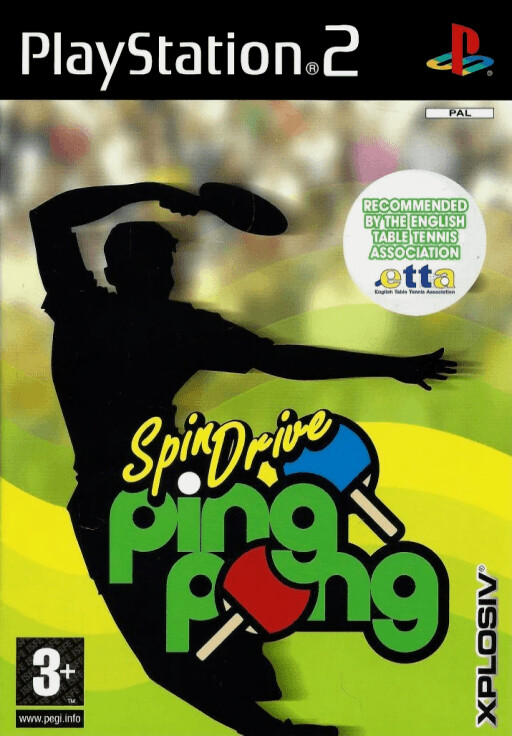 PlayStation®2
PAL
RECOMMENDED
BY THE ENGLISH
TABLE TENNIS
ASSOCIATION
etta
English Table Tennis Association
Spin Drive
ping
pong
3+
TM
www.pegi.info
XPLOSIV®